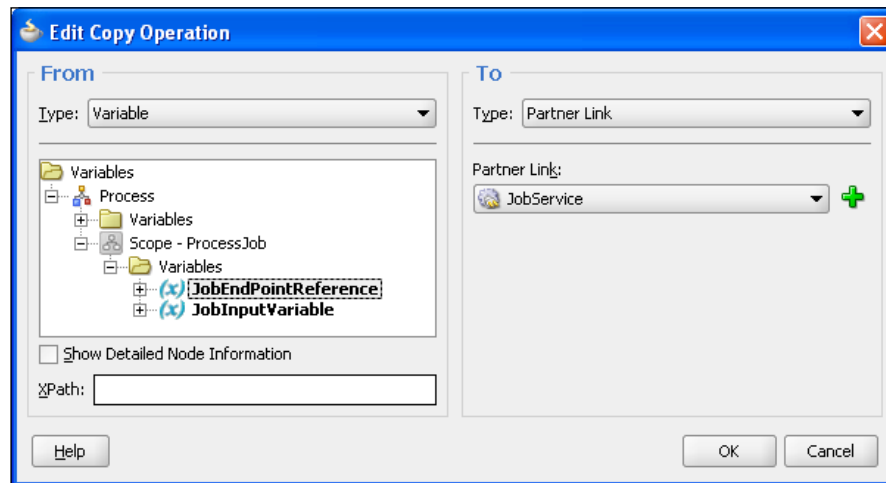 Edit Copy Operation
From
Type: Variable
Variables
Process
Variables
Scope - ProcessJob
Variables
(x) JobEndPointReference
(x) JobInputVariable
Show Detailed Node Information
XPath:
To
Type: Partner Link
Partner Link:
JobService
Help
OK
Cancel